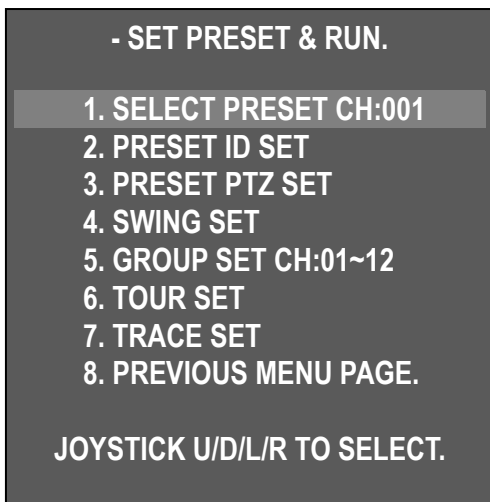 - SET PRESET & RUN.
1. SELECT PRESET CH:001
2. PRESET ID SET
3. PRESET PTZ SET
4. SWING SET
5. GROUP SET CH:01~12
6. TOUR SET
7. TRACE SET
8. PREVIOUS MENU PAGE.
JOYSTICK U/D/L/R TO SELECT.